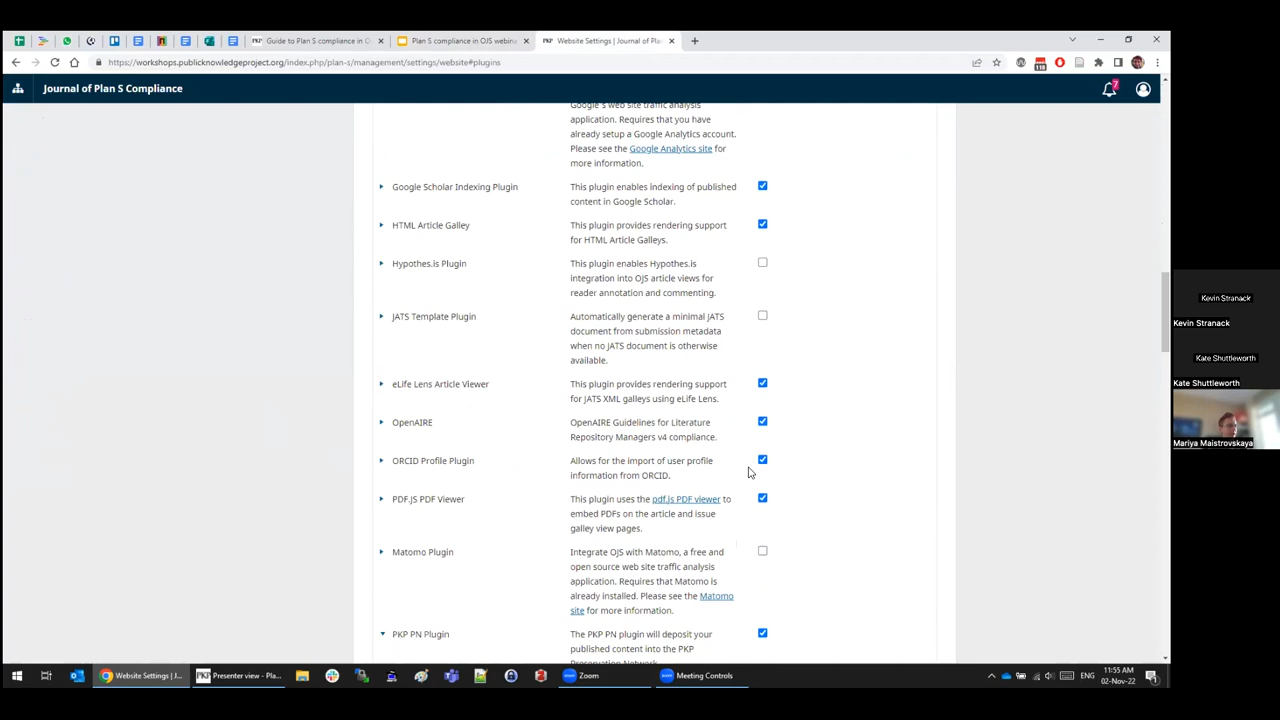 Guide to Plan S compliance in O
Plan S compliance in OJS webina
PKP Website Settings | Journal of Pla
https://workshops.publicknowledgeproject.org/index.php/plan-s/management/settings/website#plugins
118
Journal of Plan S Compliance
7
Google's web site traffic analysis
application. Requires that you have
already setup a Google Analytics account.
Please see the Google Analytics site for
more information.
Google Scholar Indexing Plugin
This plugin enables indexing of published
content in Google Scholar.
HTML Article Galley
This plugin provides rendering support
for HTML Article Galleys.
Hypothes.is Plugin
This plugin enables Hypothes.is
integration into OJS article views for
reader annotation and commenting.
JATS Template Plugin
Automatically generate a minimal JATS
document from submission metadata
when no JATS document is otherwise
available.
eLife Lens Article Viewer
This plugin provides rendering support
for JATS XML galleys using eLife Lens.
OpenAIRE
OpenAIRE Guidelines for Literature
Repository Managers v4 compliance.
ORCID Profile Plugin
Allows for the import of user profile
information from ORCID.
PDF.JS PDF Viewer
This plugin uses the pdf.js PDF viewer to
embed PDFs on the article and issue
galley view pages.
Matomo Plugin
Integrate OJS with Matomo, a free and
open source web site traffic analysis
application. Requires that Matomo is
already installed. Please see the Matomo
site for more information.
PKP PN Plugin
The PKP PN plugin will deposit your
published content into the PKP
Preservation Network.
Kevin Stranack
Kevin Stranack
Kate Shuttleworth
Kate Shuttleworth
Mariya Maistrovskaya
Website Settings | J...
PKP Presenter view - Pla...
Zoom
Meeting Controls
ENG
11:55 AM
02-Nov-22
1